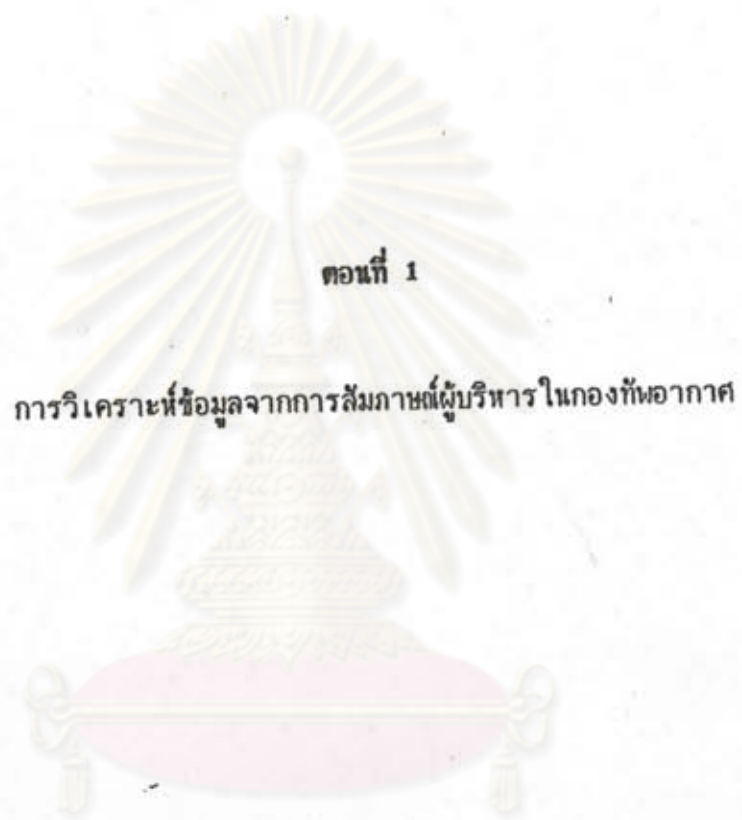 ตอนที่ 1
การวิเคราะห์ข้อมูลจากการสัมภาษณ์ผู้บริหารในกองทัพอากาศ